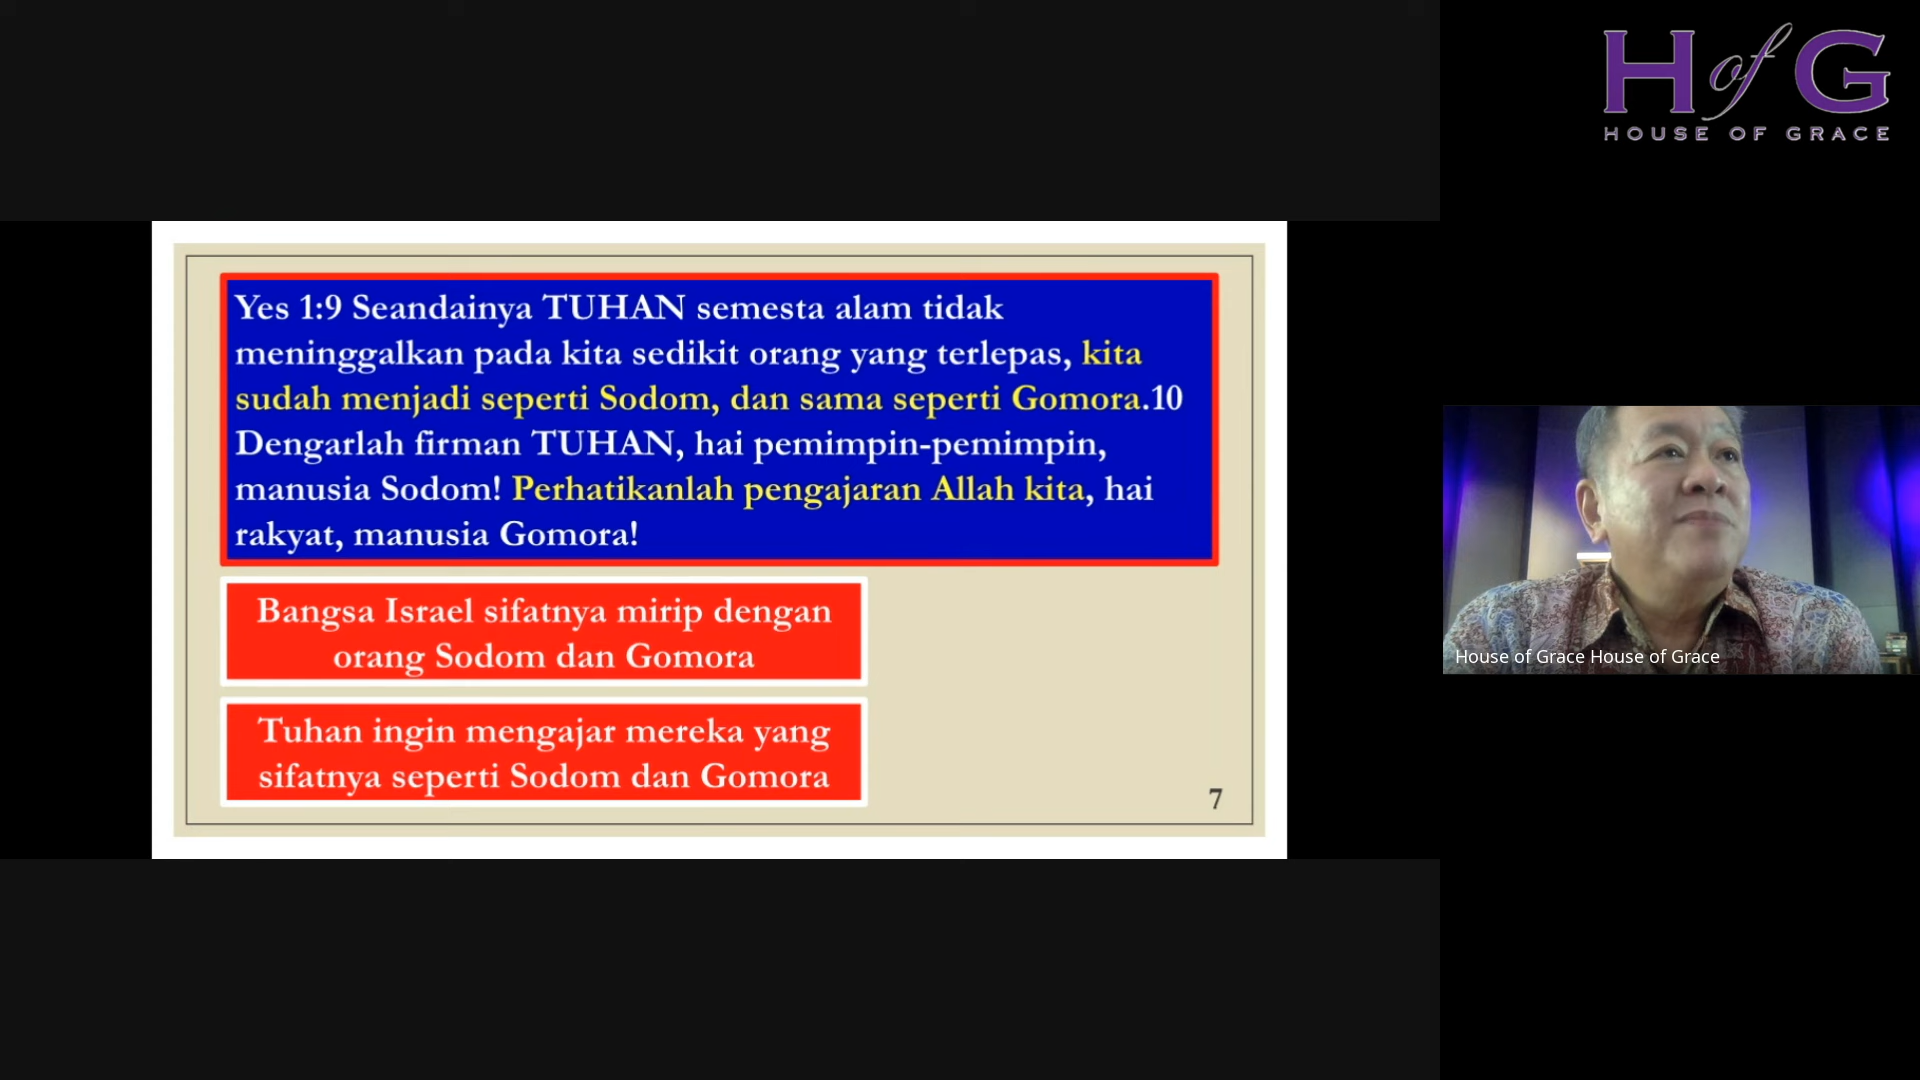 H of G
HOUSE OF GRACE
Yes 1:9 Seandainya TUHAN semesta alam tidak
meninggalkan pada kita sedikit orang yang terlepas, kita
sudah menjadi seperti Sodom, dan sama seperti Gomora.10
Dengarlah firman TUHAN, hai pemimpin-pemimpin,
manusia Sodom! Perhatikanlah pengajaran Allah kita, hai
rakyat, manusia Gomora!
Bangsa Israel sifatnya mirip dengan
orang Sodom dan Gomora
Tuhan ingin mengajar mereka yang
sifatnya seperti Sodom dan Gomora
7
House of Grace House of Grace